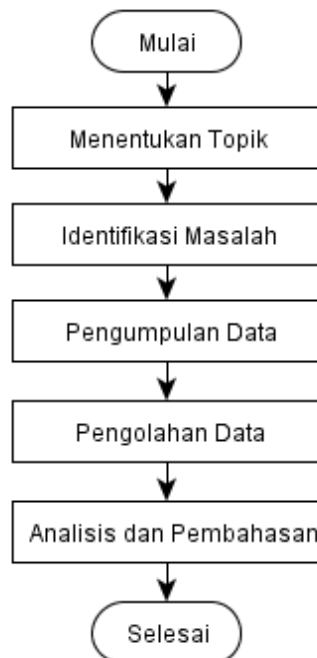 Mulai
Menentukan Topik
Identifikasi Masalah
Pengumpulan Data
Pengolahan Data
Analisis dan Pembahasan
Selesai